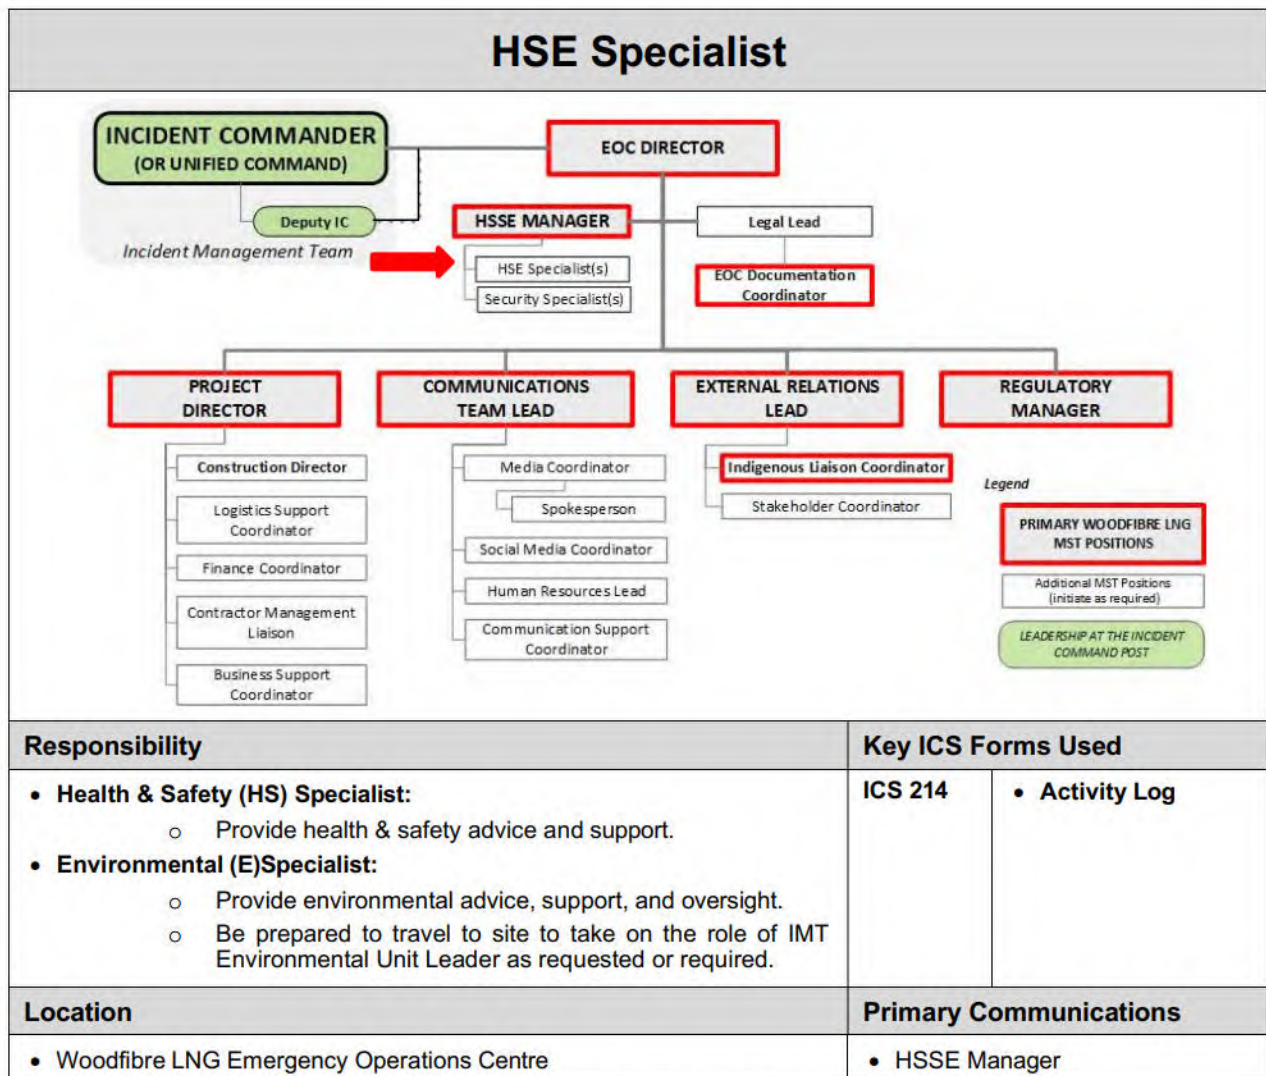 HSE Specialist
INCIDENT COMMANDER
(OR UNIFIED COMMAND)
EOC DIRECTOR
Deputy IC
Incident Management Team
HSSE MANAGER
Legal Lead
HSE Specialist(s)
Security Specialist(s)
EOC Documentation
Coordinator
PROJECT
DIRECTOR
COMMUNICATIONS
TEAM LEAD
EXTERNAL RELATIONS
LEAD
REGULATORY
MANAGER
Construction Director
Logistics Support
Coordinator
Finance Coordinator
Contractor Management
Liaison
Business Support
Coordinator
Media Coordinator
Spokesperson
Social Media Coordinator
Human Resources Lead
Communication Support
Coordinator
Indigenous Liaison Coordinator
Stakeholder Coordinator
Legend
PRIMARY WOODFIBRE LNG
MST POSITIONS
Additional MST Positions
(initiate as required)
LEADERSHIP AT THE INCIDENT
COMMAND POST
Responsibility
• Health & Safety (HS) Specialist:
o Provide health & safety advice and support.
• Environmental (E)Specialist:
o Provide environmental advice, support, and oversight.
o Be prepared to travel to site to take on the role of IMT
Environmental Unit Leader as requested or required.
Key ICS Forms Used
ICS 214 • Activity Log
Location
• Woodfibre LNG Emergency Operations Centre
Primary Communications
• HSSE Manager